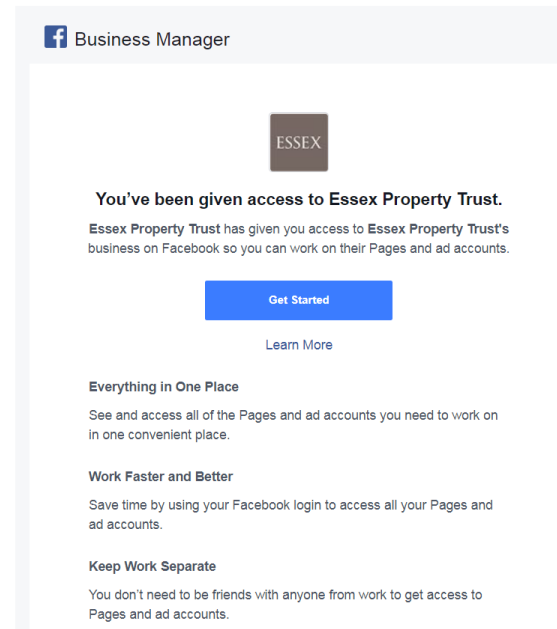 Business Manager
ESSEX
You've been given access to Essex Property Trust.
Essex Property Trust has given you access to Essex Property Trust's
business on Facebook so you can work on their Pages and ad accounts.
Get Started
Learn More
Everything in One Place
See and access all of the Pages and ad accounts you need to work on
in one convenient place.
Work Faster and Better
Save time by using your Facebook login to access all your Pages and
ad accounts.
Keep Work Separate
You don't need to be friends with anyone from work to get access to
Pages and ad accounts.